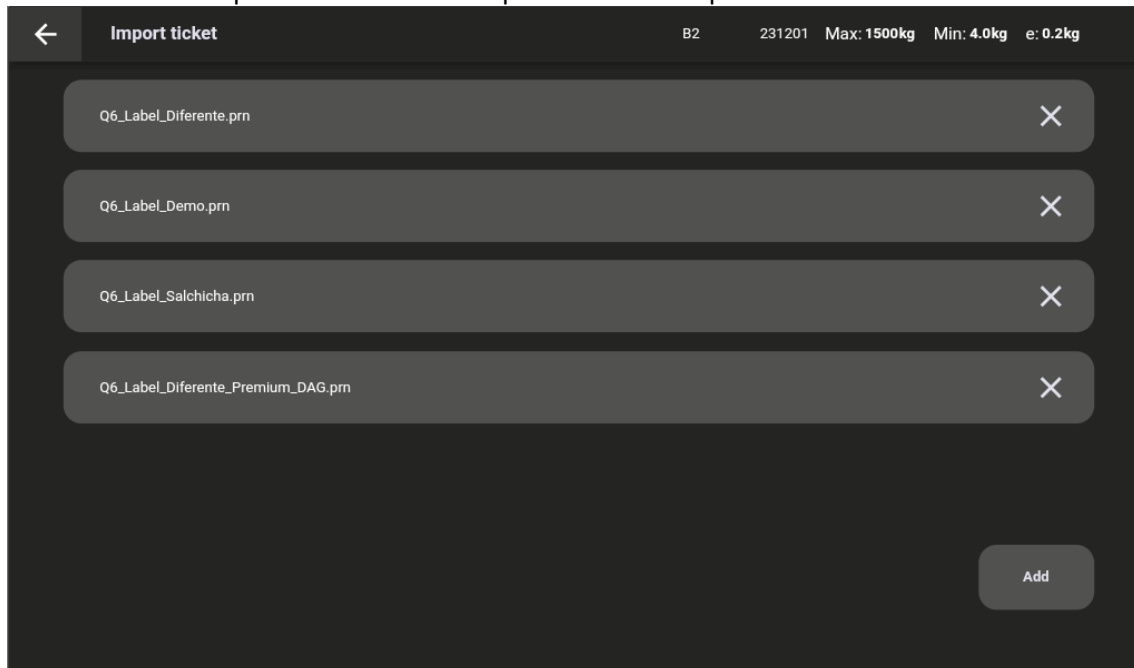 Import ticket B2 231201 Max: 1500kg Min: 4.0kg e: 0.2kg
Q6_Label_Diferente.prn
Q6_Label_Demo.prn
Q6_Label_Salchicha.prn
Q6_Label_Diferente_Premium_DAG.prn
Add